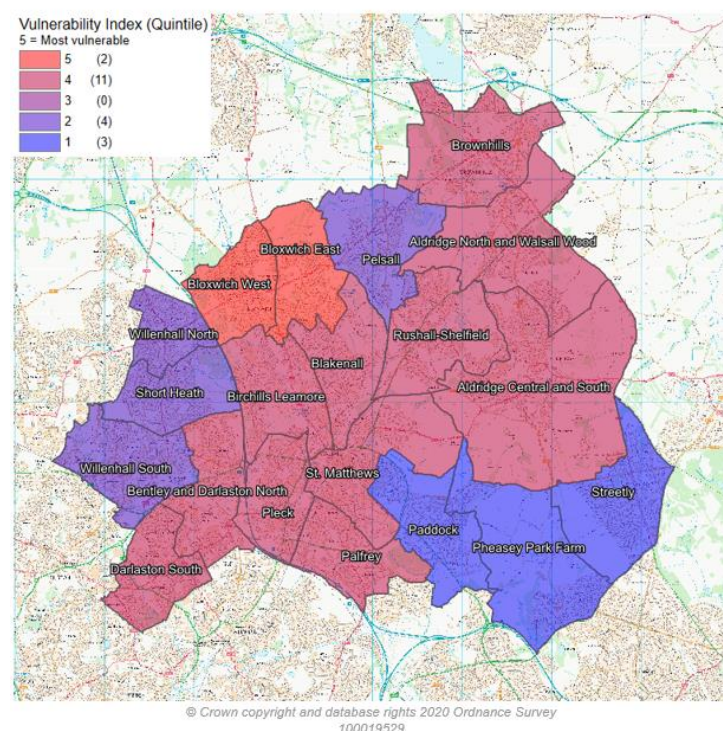 Vulnerability Index (Quintile)
5 = Most vulnerable
5 (2)
4 (11)
3 (0)
2 (4)
1 (3)
Brownhills
Bloxwich East
Aldridge North and Walsall Wood
Pelsall
Bloxwich West
Willenhall North
Rushall-Shelfield
Blakenall
Short Heath
Aldridge Central and South
Birchills Leamore
Willenhall South
St. Matthews
Bentley and Darlaston North
Streetly
Pleck
Paddock
Pheasey Park Farm
Palfrey
Darlaston South
© Crown copyright and database rights 2020 Ordnance Survey
100019529